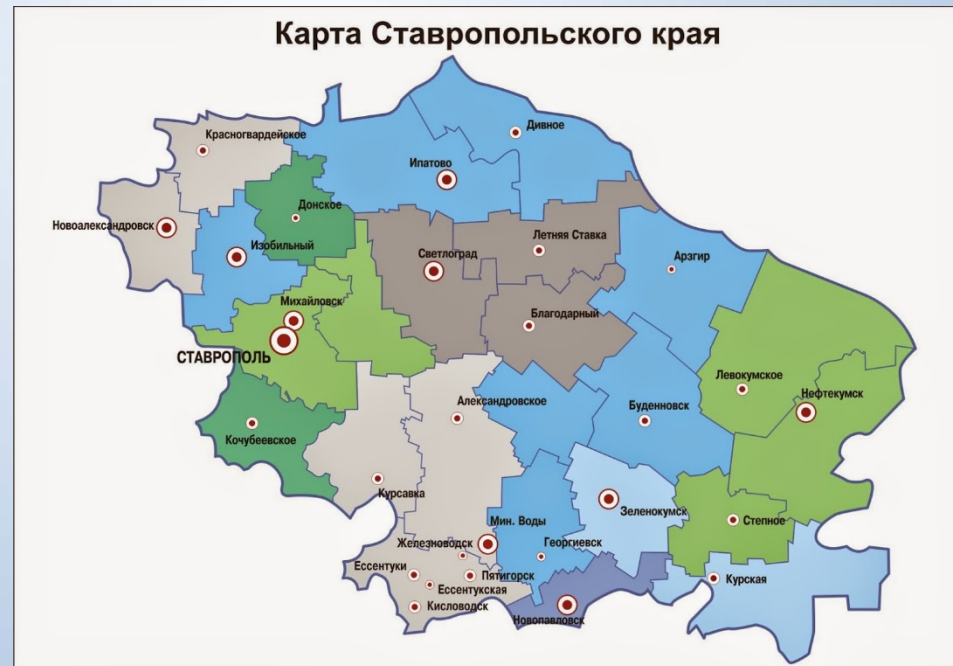 Карта Ставропольского края
Дивное
Красногвардейское
Ипатово
Донское
Новоалександровск
Изобильный
Летняя Ставка
Светлоград
Арзгир
Михайловск
Благодарный
СТАВРОПОЛЬ
Левокумское
Нефтекумск
Александровское
Буденновск
Кочубеевское
Курсавка
Зеленокумск
Мин. Воды
Степное
Железноводск
Георгиевск
Ессентуки
Пятигорск
Курская
Ессентукская
Кисловодск
Новопавловск